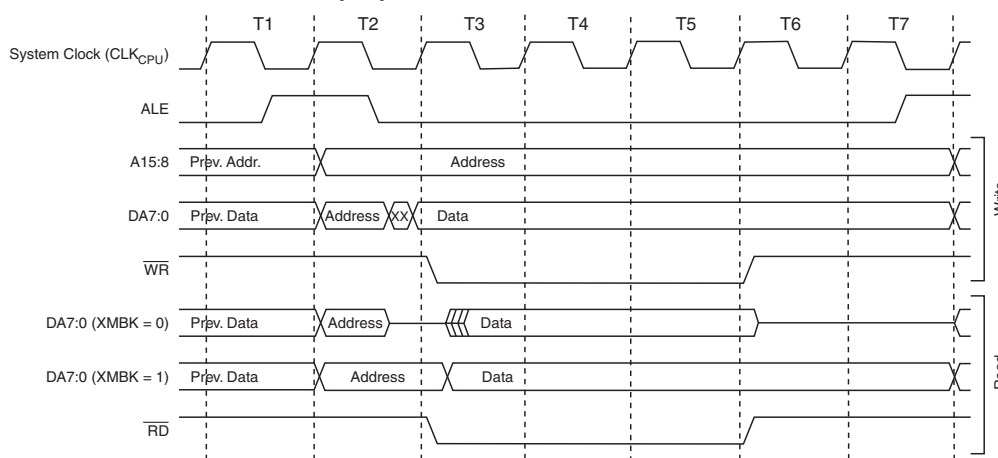 T1 T2 T3 T4 T5 T6 T7
System Clock (CLKCPU)
ALE
A15:8 Prev. Addr. Address
DA7:0 Prev. Data Address XX Data
WR
Write
DA7:0 (XMBK = 0) Prev. Data Address Data
DA7:0 (XMBK = 1) Prev. Data Address Data
RD
Read